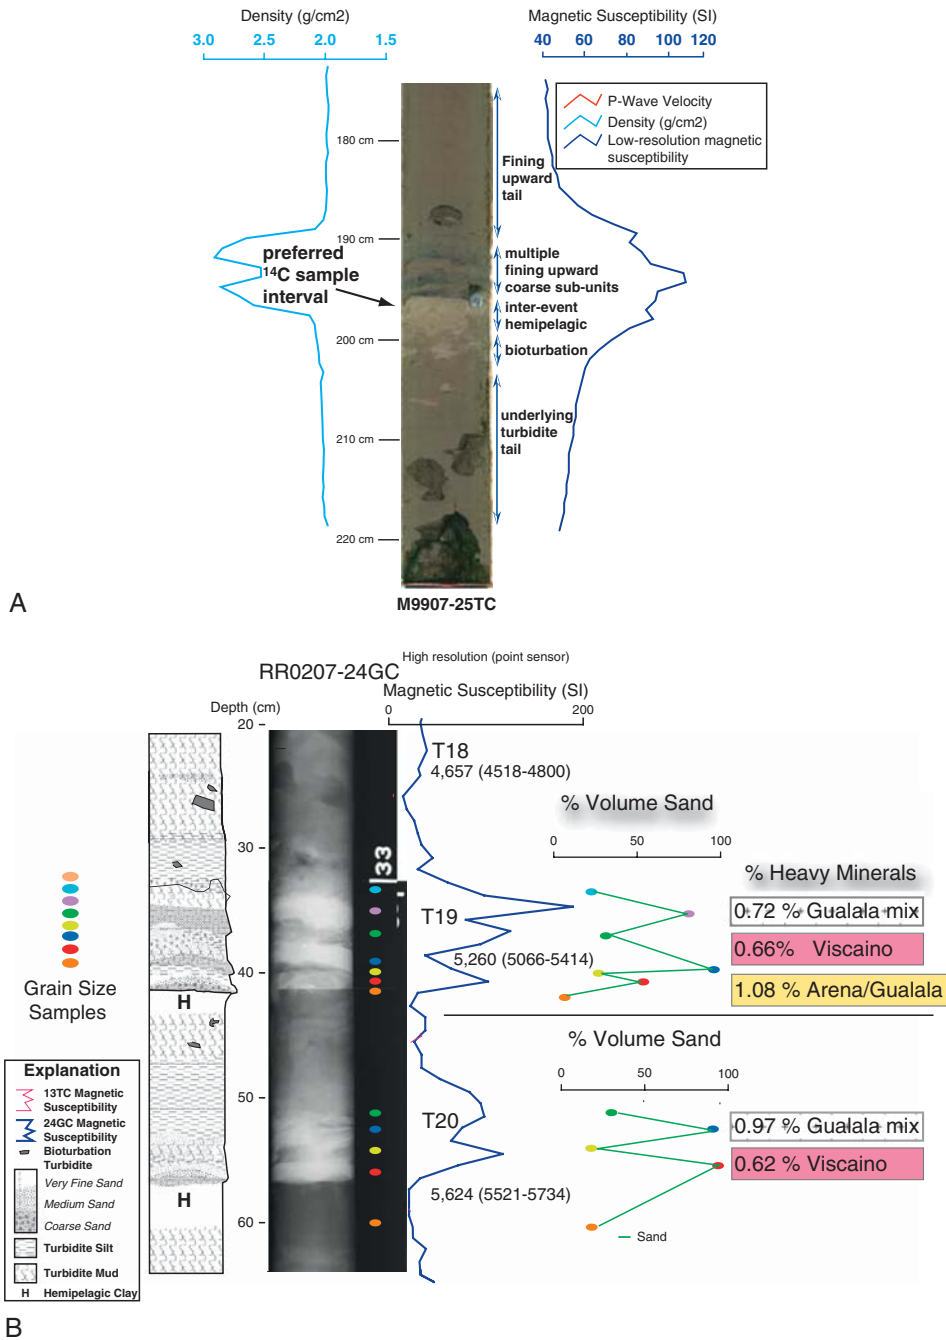 Density (g/cm2)
3.0 2.5 2.0 1.5
Magnetic Susceptibility (SI)
40 60 80 100 120
P-Wave Velocity
Density (g/cm2)
Low-resolution magnetic
susceptibility
180 cm
190 cm
200 cm
210 cm
220 cm
Fining
upward
tail
multiple
fining upward
coarse sub-units
inter-event
hemipelagic
bioturbation
underlying
turbidite
tail
preferred
14C sample
interval
M9907-25TC
A
RR0207-24GC
High resolution (point sensor)
Magnetic Susceptibility (SI)
0 200
Depth (cm)
20
30
40
50
60
33
T18
4,657 (4518-4800)
T19
5,260 (5066-5414)
T20
5,624 (5521-5734)
H
H
Grain Size
Samples
% Volume Sand
0 50 100
% Heavy Minerals
0.72 % Gualala mix
0.66% Viscaino
1.08 % Arena/Gualala
% Volume Sand
0 50 100
0.97 % Gualala mix
0.62 % Viscaino
Sand
Explanation
13TC Magnetic
Susceptibility
24GC Magnetic
Susceptibility
Bioturbation
Turbidite
Very Fine Sand
Medium Sand
Coarse Sand
Turbidite Silt
Turbidite Mud
H Hemipelagic Clay
B